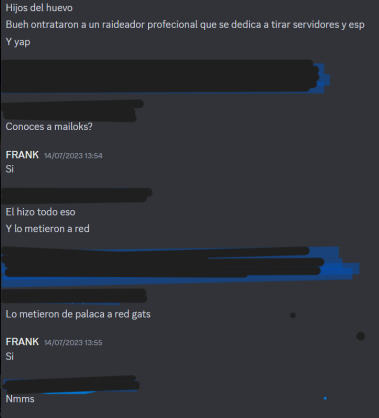 Hijos del huevo
Bueh ontrataron a un raideador profecional que se dedica a tirar servidores y esp
Y yap
Conoces a mailoks?
FRANK 14/07/2023 13:54
Si
El hizo todo eso
Y lo metieron a red
Lo metieron de palaca a red gats
FRANK 14/07/2023 13:55
Si
Nmms